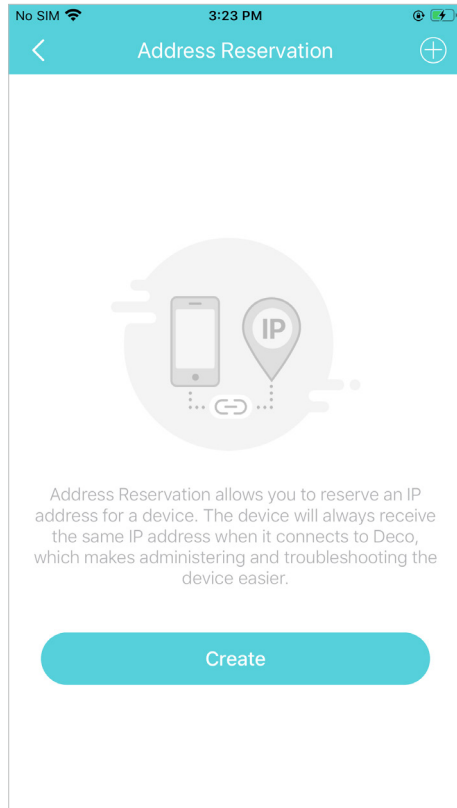 No SIM 3:23 PM
Address Reservation
IP
Address Reservation allows you to reserve an IP
address for a device. The device will always receive
the same IP address when it connects to Deco,
which makes administering and troubleshooting the
device easier.
Create